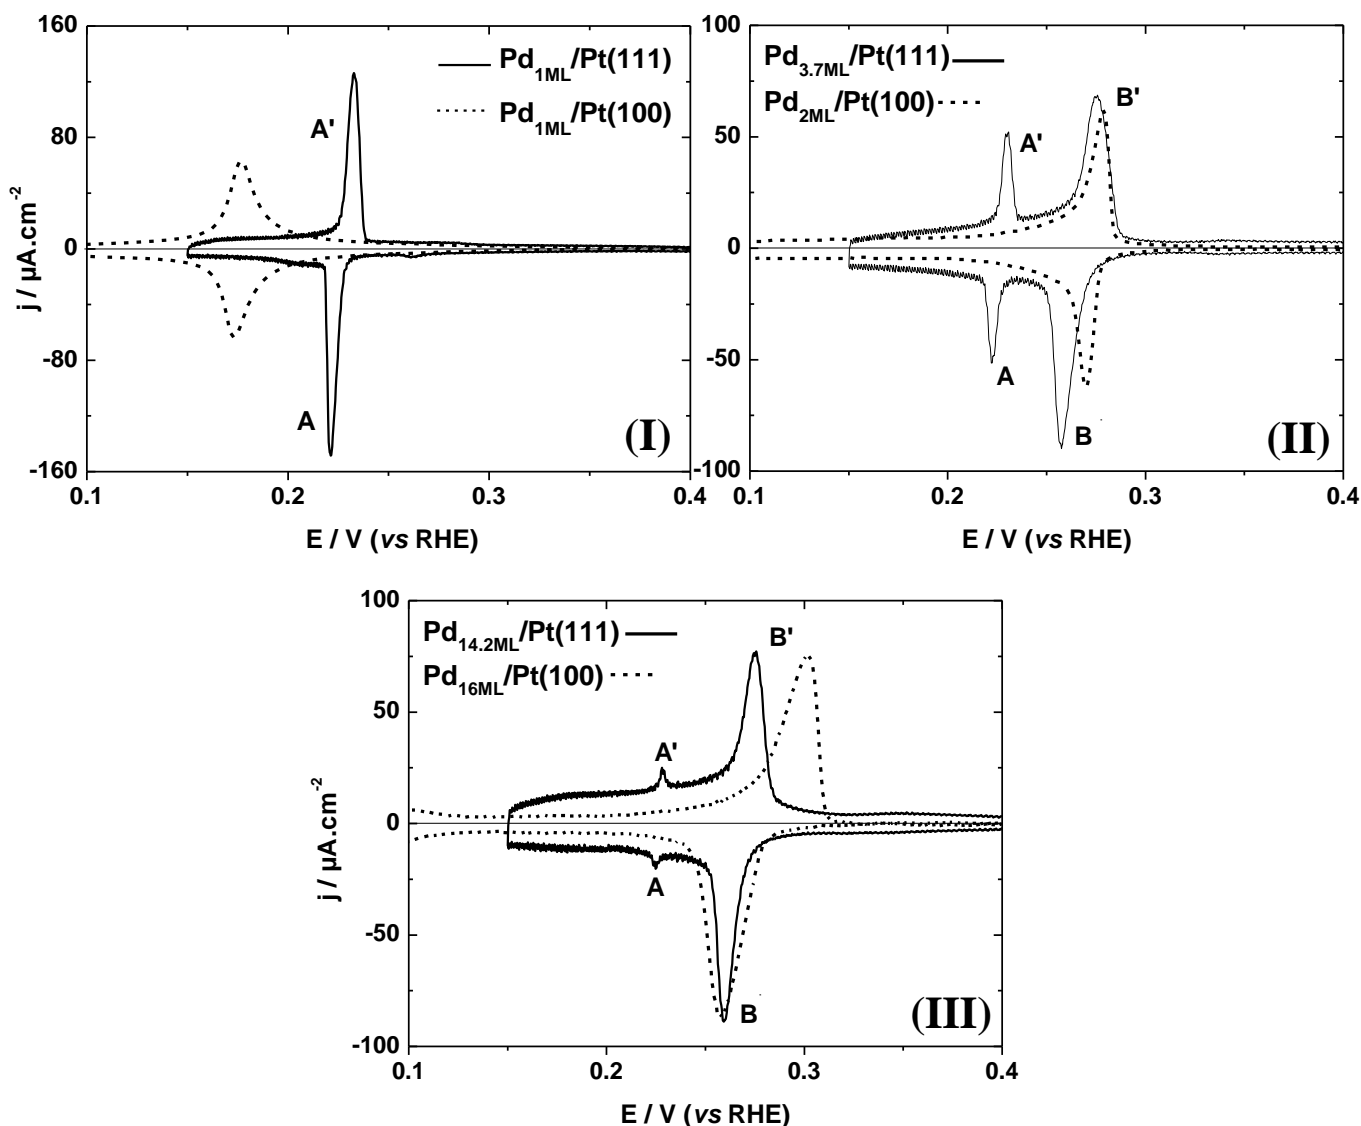 160
80
0
-80
-160
j / µA.cm-2
Pd1ML/Pt(111)
Pd1ML/Pt(100)
A'
A
(I)
0.1 0.2 0.3 0.4
E / V (vs RHE)
100
50
0
-50
-100
Pd3.7ML/Pt(111)
Pd2ML/Pt(100)
B'
A'
A
B
(II)
0.1 0.2 0.3 0.4
E / V (vs RHE)
100
50
0
-50
-100
j / µA.cm-2
Pd14.2ML/Pt(111)
Pd16ML/Pt(100)
B'
A'
A
B
(III)
0.1 0.2 0.3 0.4
E / V (vs RHE)